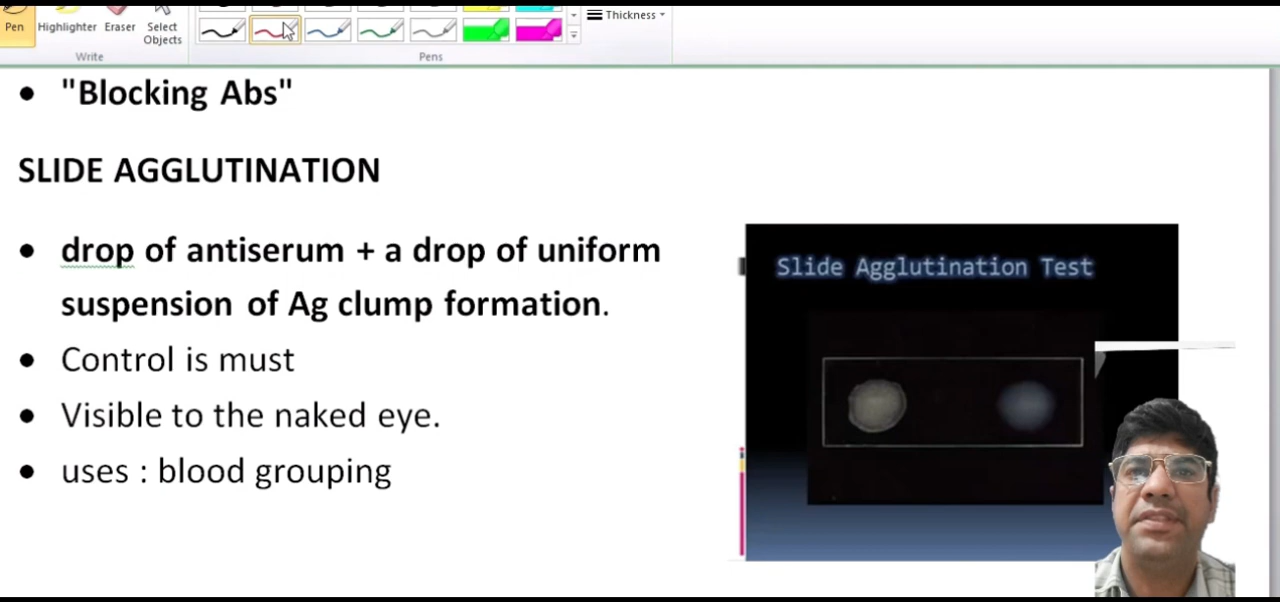 Pen
Highlighter
Eraser
Select
Objects
Thickness
Write
Pens
• "Blocking Abs"
SLIDE AGGLUTINATION
• drop of antiserum + a drop of uniform
suspension of Ag clump formation.
• Control is must
• Visible to the naked eye.
• uses : blood grouping
Slide Agglutination Test